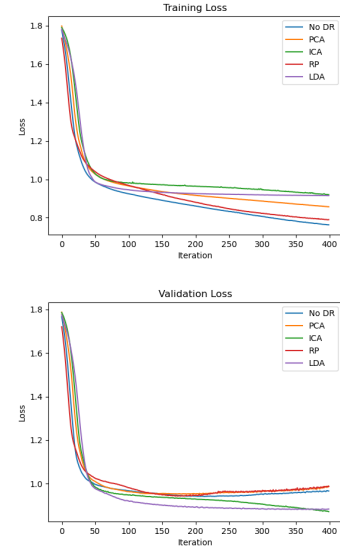 Training Loss
1.8
1.6
1.4
1.2
1.0
0.8
Loss
No DR
PCA
ICA
RP
LDA
0 50 100 150 200 250 300 350 400
Iteration
Validation Loss
1.8
1.6
1.4
1.2
1.0
Loss
No DR
PCA
ICA
RP
LDA
0 50 100 150 200 250 300 350 400
Iteration